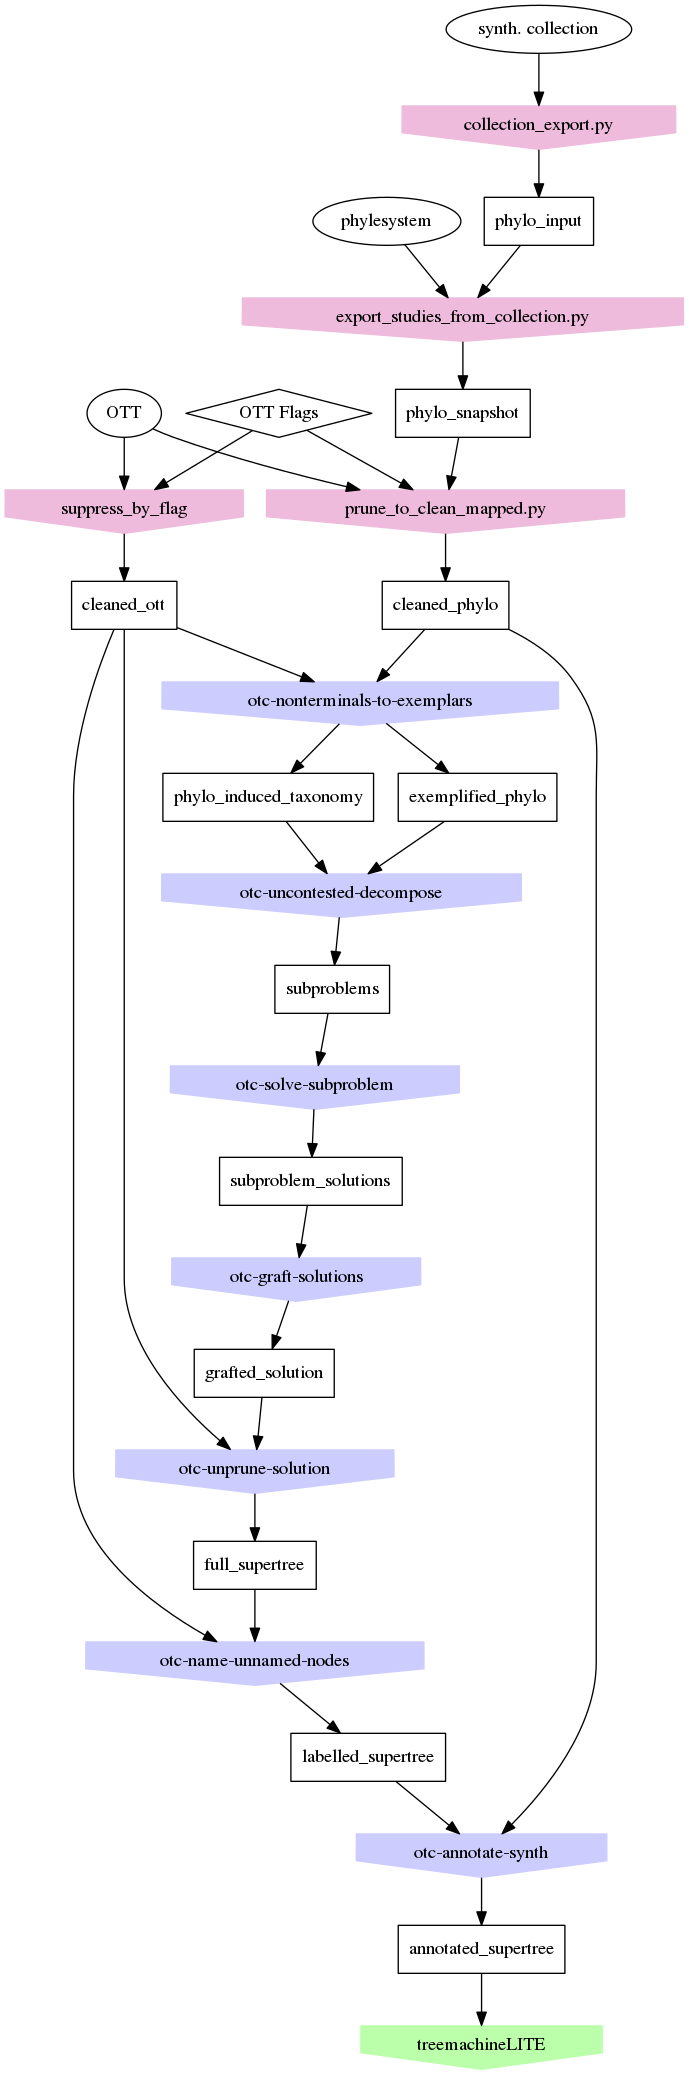 synth. collection
collection_export.py
phylesystem
phylo_input
export_studies_from_collection.py
OTT
OTT Flags
phylo_snapshot
suppress_by_flag
prune_to_clean_mapped.py
cleaned_ott
cleaned_phylo
otc-nonterminals-to-exemplars
phylo_induced_taxonomy
exemplified_phylo
otc-uncontested-decompose
subproblems
otc-solve-subproblem
subproblem_solutions
otc-graft-solutions
grafted_solution
otc-unprune-solution
full_supertree
otc-name-unnamed-nodes
labelled_supertree
otc-annotate-synth
annotated_supertree
treemachineLITE